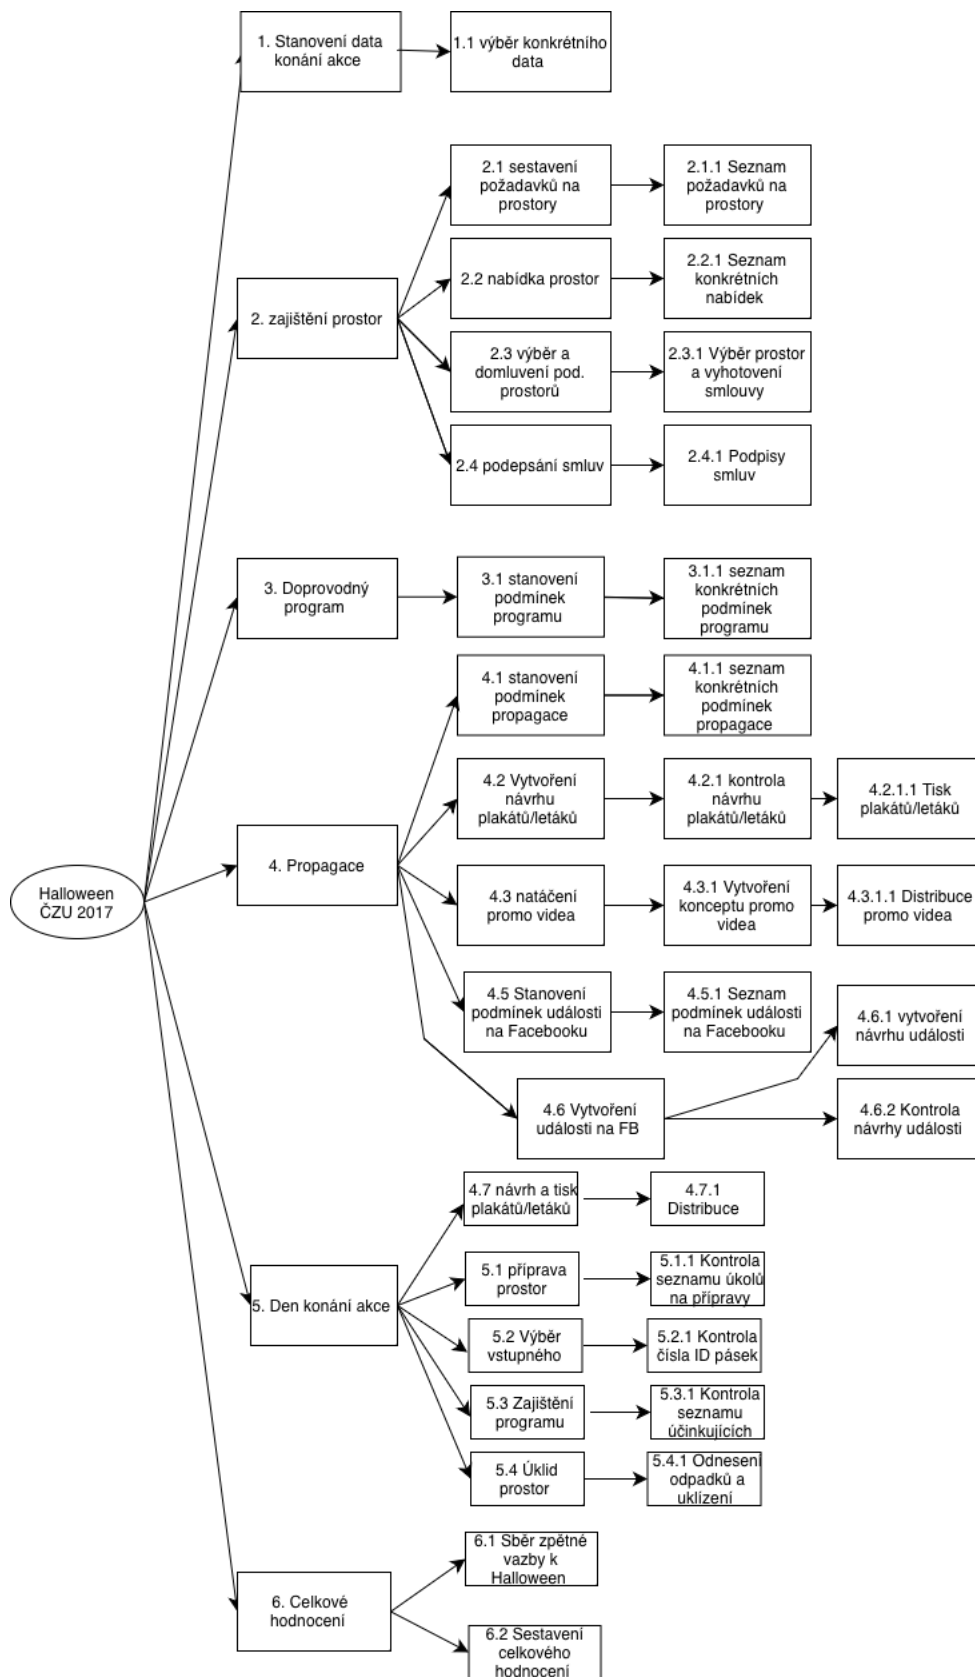 1. Stanovení data
konání akce
1.1 výběr konkrétního
data
2.1 sestavení
požadavků na
prostory
2.1.1 Seznam
požadavků na
prostory
2.2 nabídka prostor
2.2.1 Seznam
konkrétních
nabídek
2. zajištění prostor
2.3 výběr a
domluvení pod.
prostorů
2.3.1 Výběr prostor
a vyhotovení
smlouvy
2.4 podepsání smluv
2.4.1 Podpisy
smluv
3. Doprovodný
program
3.1 stanovení
podmínek
programu
3.1.1 seznam
konkrétních
podmínek
programu
4.1 stanovení
podmínek
propagace
4.1.1 seznam
konkrétních
podmínek
propagace
4.2 Vytvoření
návrhu
plakátů/letáků
4.2.1 kontrola
návrhu
plakátů/letáků
4.2.1.1 Tisk
plakátů/letáků
4. Propagace
Halloween
ČZU 2017
4.3 natáčení
promo videa
4.3.1 Vytvoření
konceptu promo
videa
4.3.1.1 Distribuce
promo videa
4.5 Stanovení
podmínek události
na Facebooku
4.5.1 Seznam
podmínek události
na Facebooku
4.6.1 vytvoření
návrhu události
4.6 Vytvoření
události na FB
4.6.2 Kontrola
návrhy události
4.7 návrh a tisk
plakátů/letáků
4.7.1
Distribuce
5.1 příprava
prostor
5.1.1 Kontrola
seznamu úkolů
na přípravy
5. Den konání akce
5.2 Výběr
vstupného
5.2.1 Kontrola
čísla ID pásek
5.3 Zajištění
programu
5.3.1 Kontrola
seznamu
účinkujících
5.4 Úklid
prostor
5.4.1 Odnesení
odpadků a
uklízení
6.1 Sběr zpětné
vazby k
Halloween
6. Celkové
hodnocení
6.2 Sestavení
celkového
hodnocení